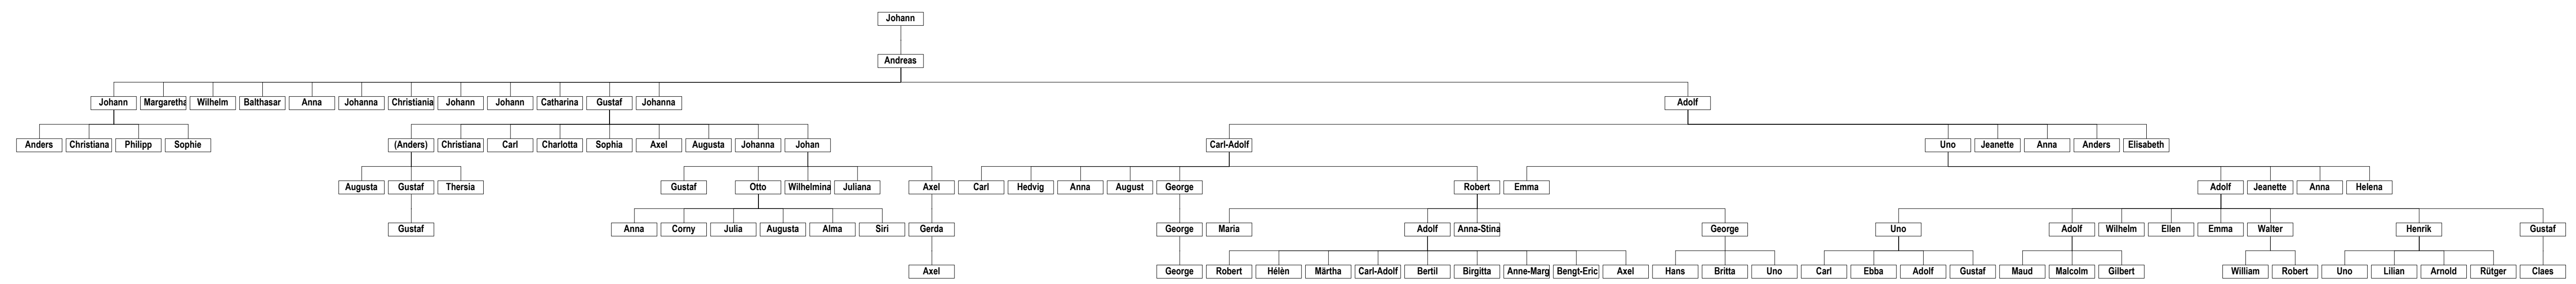 Johann
Andreas
Johann Margaretha Wilhelm Balthasar Anna Johanna Christiania Johann Johann Catharina Gustaf Johanna Adolf
Anders Christiana Philipp Sophie (Anders) Christiana Carl Charlotta Sophia Axel Augusta Johanna Johan Carl-Adolf Uno Jeanette Anna Anders Elisabeth
Augusta Gustaf Thersia Gustaf Otto Wilhelmina Juliana Axel Carl Hedvig Anna August George Robert Emma Adolf Jeanette Anna Helena
Gustaf Anna Corny Julia Augusta Alma Siri Gerda George Maria Adolf Anna-Stina George Uno Adolf Wilhelm Ellen Emma Walter Henrik Gustaf
Axel George Robert Hélèn Märtha Carl-Adolf Bertil Birgitta Anne-Marg Bengt-Eric Axel Hans Britta Uno Carl Ebba Adolf Gustaf Maud Malcolm Gilbert William Robert Uno Lilian Arnold Rütger Claes